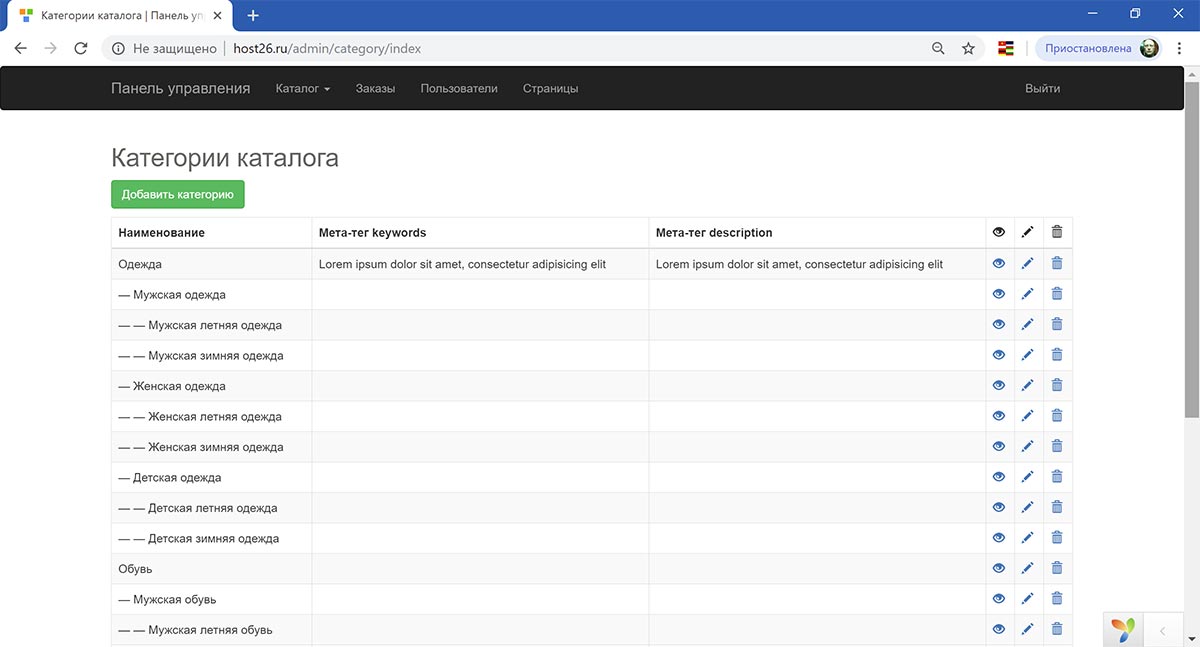 Категории каталога | Панель уп
Не защищено host26.ru/admin/category/index Приостановлена
Панель управления Каталог Заказы Пользователи Страницы Выйти
Категории каталога
Добавить категорию
Наименование Мета-тег keywords Мета-тег description
Одежда Lorem ipsum dolor sit amet, consectetur adipisicing elit Lorem ipsum dolor sit amet, consectetur adipisicing elit
— Мужская одежда
— — Мужская летняя одежда
— — Мужская зимняя одежда
— Женская одежда
— — Женская летняя одежда
— — Женская зимняя одежда
— Детская одежда
— — Детская летняя одежда
— — Детская зимняя одежда
Обувь
— Мужская обувь
— — Мужская летняя обувь